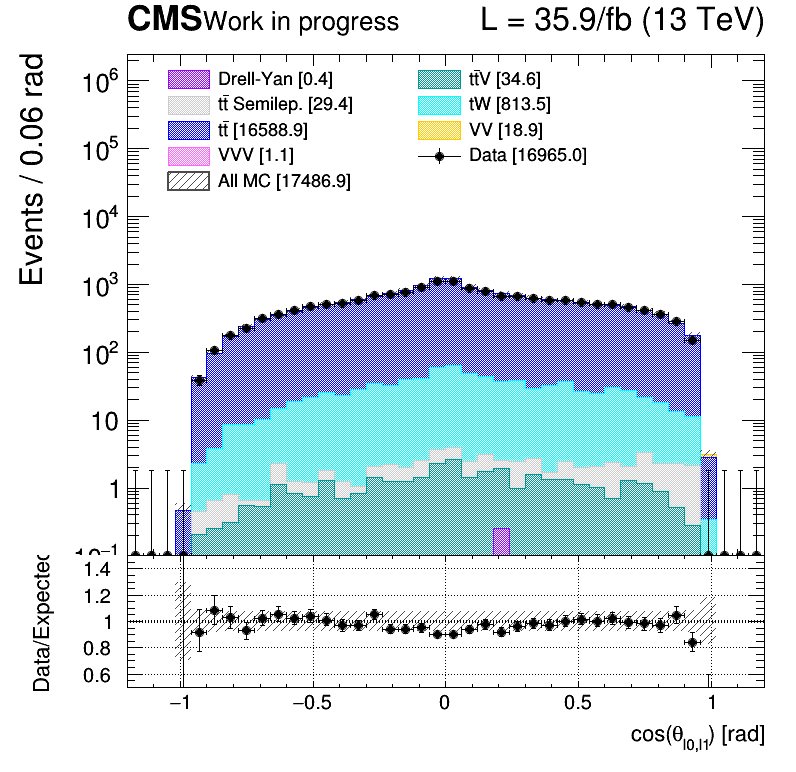 CMS Work in progress L = 35.9/fb (13 TeV)
Events / 0.06 rad
Drell-Yan [0.4]
tt̄ Semilep. [29.4]
tt̄ [16588.9]
VVV [1.1]
All MC [17486.9]
tt̄V [34.6]
tW [813.5]
VV [18.9]
Data [16965.0]
10⁶
10⁵
10⁴
10³
10²
10
1
10⁻¹
Data/Expected
1.4
1.2
1
0.8
0.6
−1 −0.5 0 0.5 1
cos(θ_l0,l1) [rad]